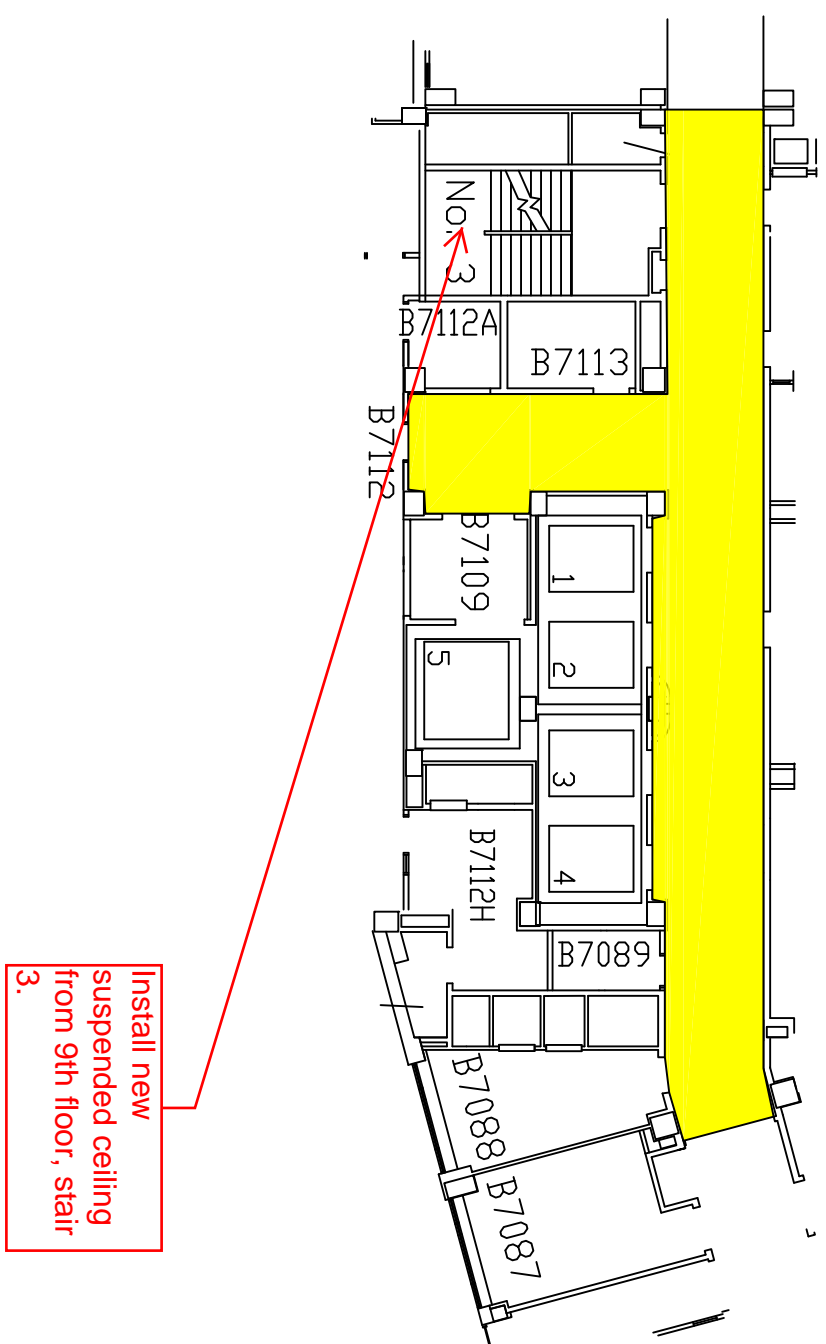 No. 3
B7112A
B7113
B7112
B7109
1
2
5
3
4
B7112H
B7089
B7088
B7087
Install new
suspended ceiling
from 9th floor, stair
3.